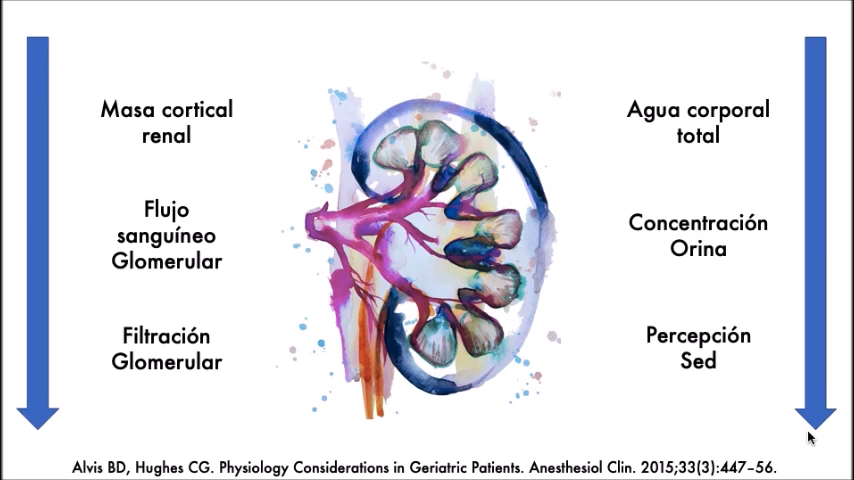 Masa cortical
renal
Flujo
sanguíneo
Glomerular
Filtración
Glomerular
Agua corporal
total
Concentración
Orina
Percepción
Sed
Alvis BD, Hughes CG. Physiology Considerations in Geriatric Patients. Anesthesiol Clin. 2015;33(3):447–56.